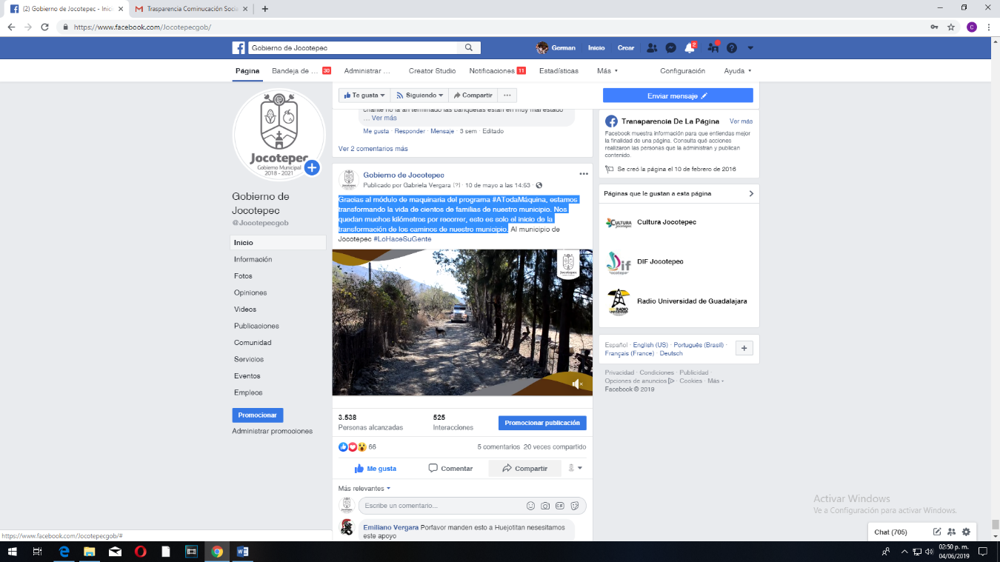 (2) Gobierno de Jocotepec - Inic
Trasparencia Cominucación Socia
https://www.facebook.com/Jocotepecgob/
Gobierno de Jocotepec
German Inicio Crear 2
Página Bandeja de ... 30 Administrar ... Creator Studio Notificaciones 11 Estadísticas Más Configuración Ayuda
Te gusta Siguiendo Compartir ...
Enviar mensaje
Jocotepec
Gobierno Municipal
2018 - 2021
Gobierno de
Jocotepec
@Jocotepecgob
Inicio
Información
Fotos
Opiniones
Videos
Publicaciones
Comunidad
Servicios
Eventos
Empleos
Promocionar
Administrar promociones
chante no la an terminado las banquetas estan en muy mal estado
... Ver más
Me gusta · Responder · Mensaje · 3 sem · Editado
Ver 2 comentarios más
Gobierno de Jocotepec
Publicado por Gabriela Vergara [?] · 10 de mayo a las 14:53 ·
Gracias al módulo de maquinaria del programa #ATodaMáquina, estamos
transformando la vida de cientos de familias de nuestro municipio. Nos
quedan muchos kilómetros por recorrer, esto es solo el inicio de la
transformación de los caminos de nuestro municipio. Al municipio de
Jocotepec #LoHaceSuGente
3.538
Personas alcanzadas
525
Interacciones
Promocionar publicación
66
5 comentarios 20 veces compartido
Me gusta Comentar Compartir
Más relevantes
Escribe un comentario...
GIF
Emiliano Vergara Porfavor manden esto a Huejotitan nesesitamos
este apoyo
Transparencia De La Página Ver más
Facebook muestra información para que entiendas mejor
la finalidad de una página. Consulta qué acciones
realizaron las personas que la administran y publican
contenido.
Se creó la página el 10 de febrero de 2016
Páginas que le gustan a esta página
Cultura Jocotepec
DIF Jocotepec
Radio Universidad de Guadalajara
Español · English (US) · Português (Brasil) ·
Français (France) · Deutsch
Privacidad · Condiciones · Publicidad ·
Opciones de anuncios · Cookies · Más
Facebook © 2019
Activar Windows
Ve a Configuración para activar Windows.
Chat (705)
https://www.facebook.com/Jocotepecgob/#
02:50 p. m.
04/06/2019